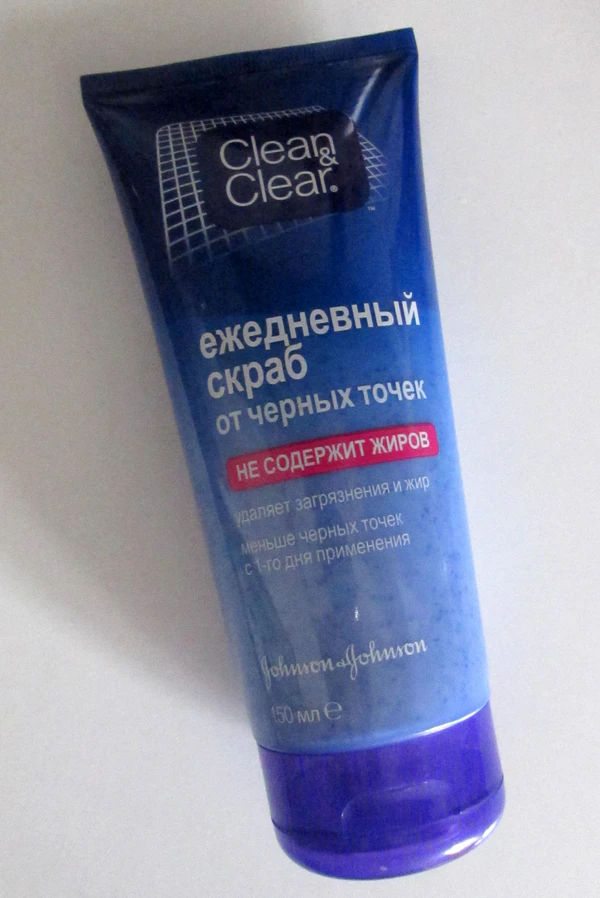 Clean &
Clear®
™
ежедневный
скраб
от черных точек
НЕ СОДЕРЖИТ ЖИРОВ
удаляет загрязнения и жир
меньше черных точек
с 1-го дня применения
Johnson & Johnson
150 мл ℮